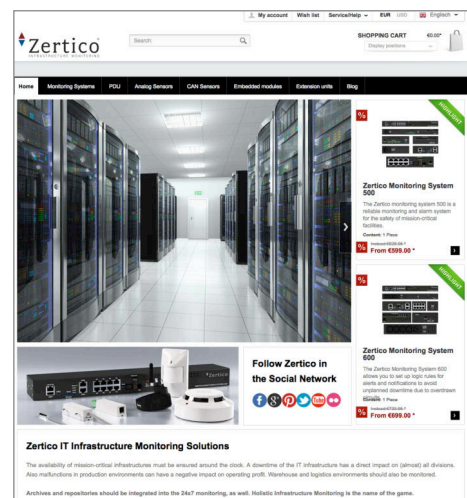 My account Wish list Service/Help EUR USD Englisch
Zertico
INFRASTRUCTURE MONITORING
Search:
SHOPPING CART €0.00*
Display positions
Home Monitoring Systems PDU Analog Sensors CAN Sensors Embedded modules Extension units Blog
%
HIGHLIGHT
Zertico Monitoring System
500
The Zertico monitoring system 500 is a
reliable monitoring and alarm system
for the safety of mission-critical
facilities.
Content: 1 Piece
%
From €599.00 *
%
HIGHLIGHT
Zertico Monitoring System
600
The Zertico Monitoring System 600
allows you to set up logic rules for
alerts and notifications to avoid
unplanned downtime due to overdrawn
Content: 1 Piece
%
From €699.00 *
Zertico
Follow Zertico in
the Social Network
You Tube
Zertico IT Infrastructure Monitoring Solutions
The availability of mission-critical infrastructures must be ensured around the clock. A downtime of the IT infrastructure has a direct impact on (almost) all divisions.
Also malfunctions in production environments can have a negative impact on operating profit. Warehouse and logistics environments should also be monitored.
Archives and repositories should be integrated into the 24x7 monitoring, as well. Holistic Infrastructure Monitoring is the name of the game.